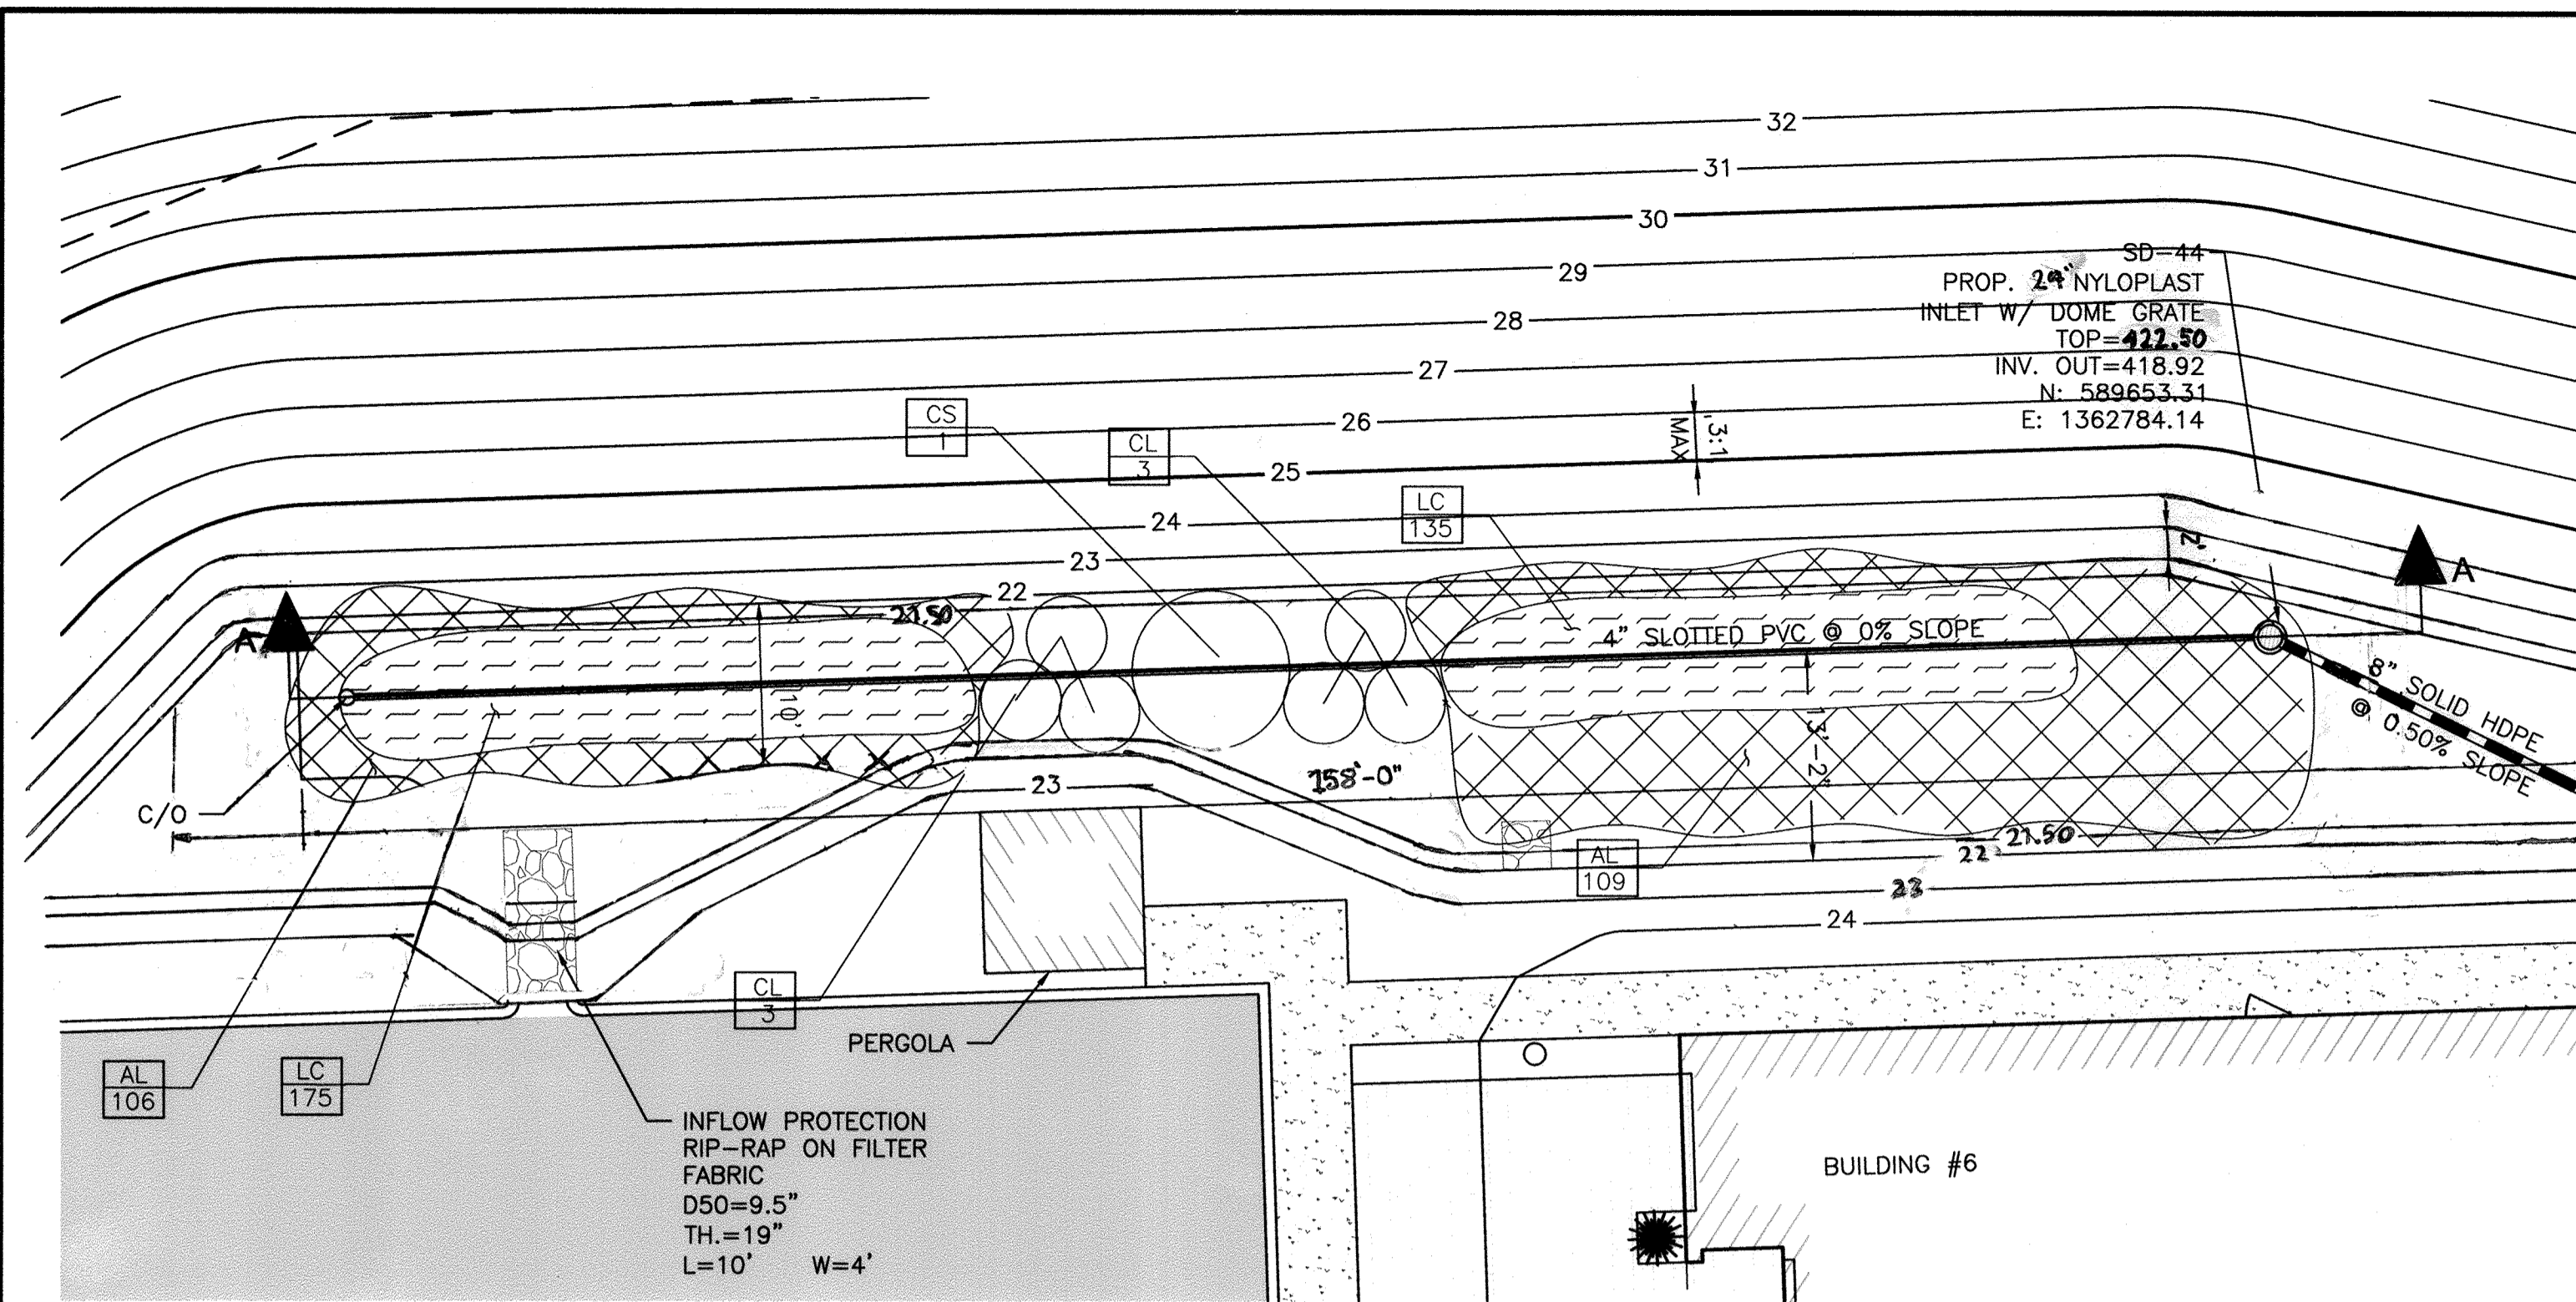 32
31
30
29
28
27
26
25
24
23
22
21.50
SD-44
PROP. 24" NYLOPLAST
INLET W/ DOME GRATE
TOP=422.50
INV. OUT=418.92
N: 589653.31
E: 1362784.14
3:1
MAX
CS
1
CL
3
LC
135
2'
A
A
4" SLOTTED PVC @ 0% SLOPE
10'
13'-2"
8" SOLID HDPE
@ 0.50% SLOPE
C/O
23
158'-0"
21.50
22
23
24
AL
109
CL
3
PERGOLA
AL
106
LC
175
INFLOW PROTECTION
RIP-RAP ON FILTER
FABRIC
D50=9.5"
TH.=19"
L=10' W=4'
BUILDING #6